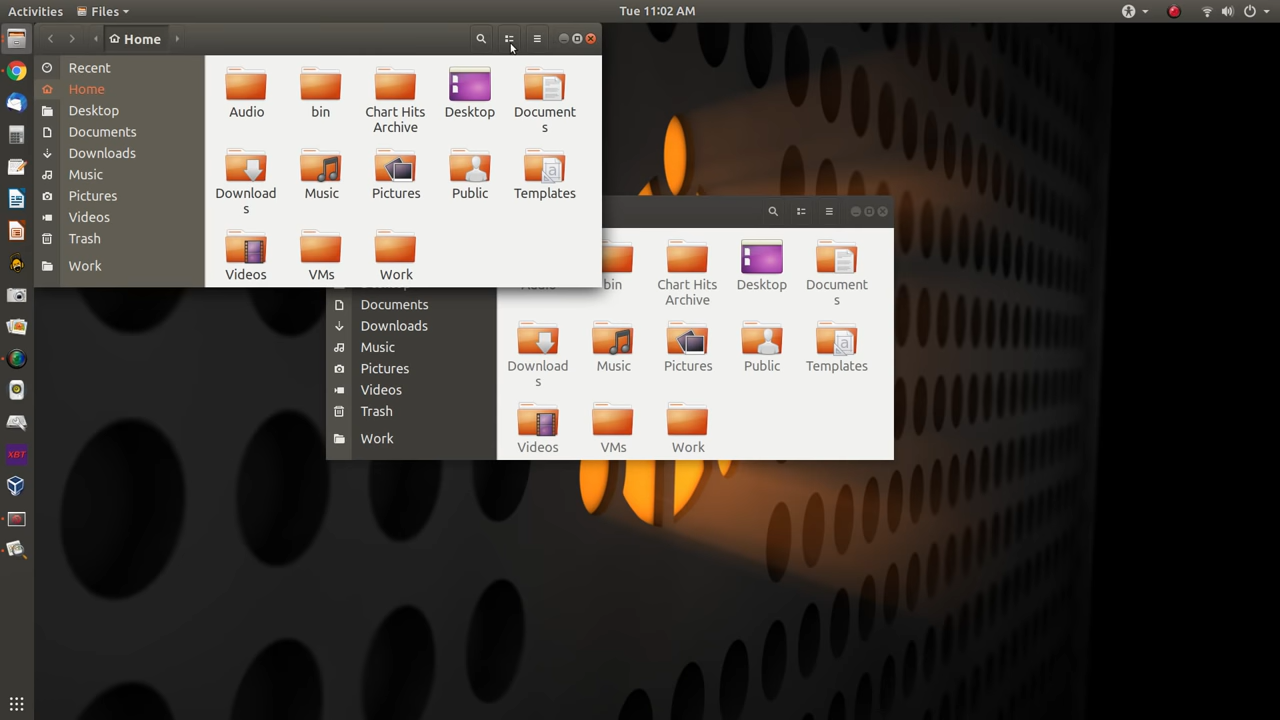 Activities
Files
Tue 11:02 AM
Home
Recent
Home
Desktop
Documents
Downloads
Music
Pictures
Videos
Trash
Work
Audio
bin
Chart Hits
Archive
Desktop
Document
s
Download
s
Music
Pictures
Public
Templates
Videos
VMs
Work
Documents
Downloads
Music
Pictures
Videos
Trash
Work
bin
Chart Hits
Archive
Desktop
Document
s
Download
s
Music
Pictures
Public
Templates
Videos
VMs
Work
XBT